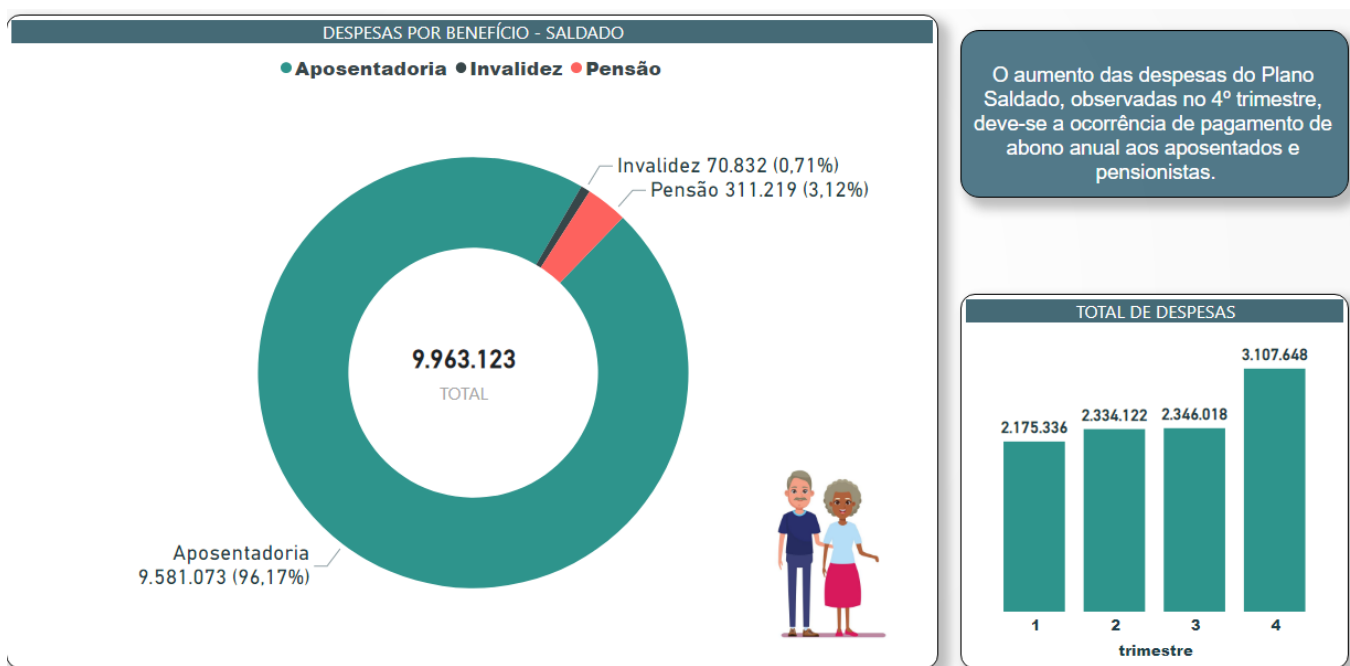 DESPESAS POR BENEFÍCIO - SALDADO
Aposentadoria Invalidez Pensão
Invalidez 70.832 (0,71%)
Pensão 311.219 (3,12%)
9.963.123
TOTAL
Aposentadoria
9.581.073 (96,17%)
O aumento das despesas do Plano
Saldado, observadas no 4º trimestre,
deve-se a ocorrência de pagamento de
abono anual aos aposentados e
pensionistas.
TOTAL DE DESPESAS
2.175.336
2.334.122
2.346.018
3.107.648
1 2 3 4
trimestre